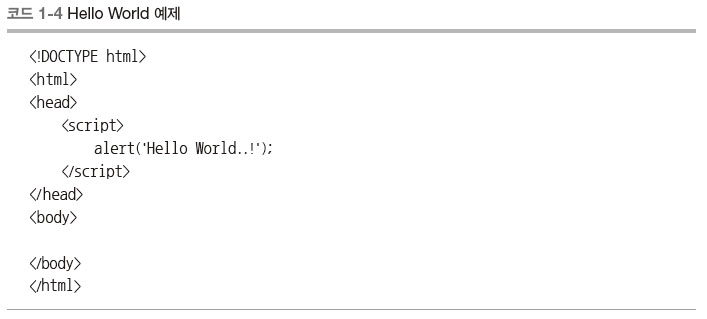 코드 1-4 Hello World 예제
<!DOCTYPE html>
<html>
<head>
    <script>
        alert('Hello World..!');
    </script>
</head>
<body>

</body>
</html>